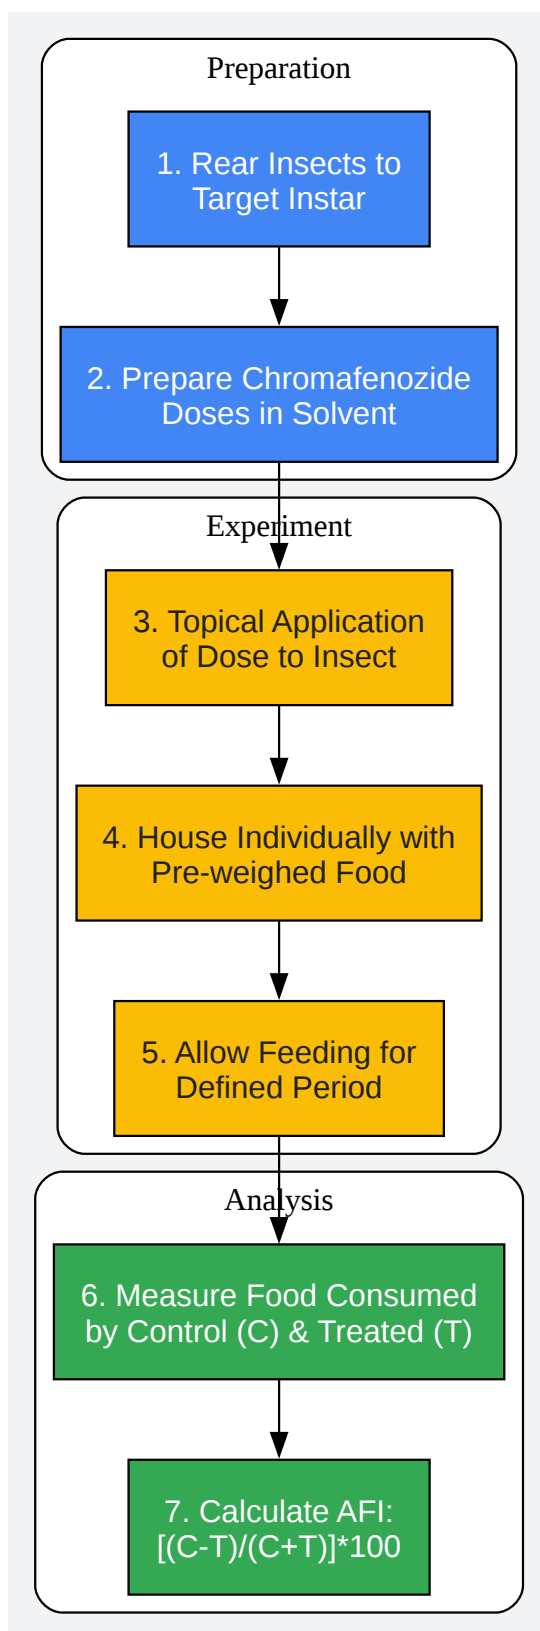 Preparation
1. Rear Insects to
Target Instar
2. Prepare Chromafenozide
Doses in Solvent
Experiment
3. Topical Application
of Dose to Insect
4. House Individually with
Pre-weighed Food
5. Allow Feeding for
Defined Period
Analysis
6. Measure Food Consumed
by Control (C) & Treated (T)
7. Calculate AFI:
[(C-T)/(C+T)]*100